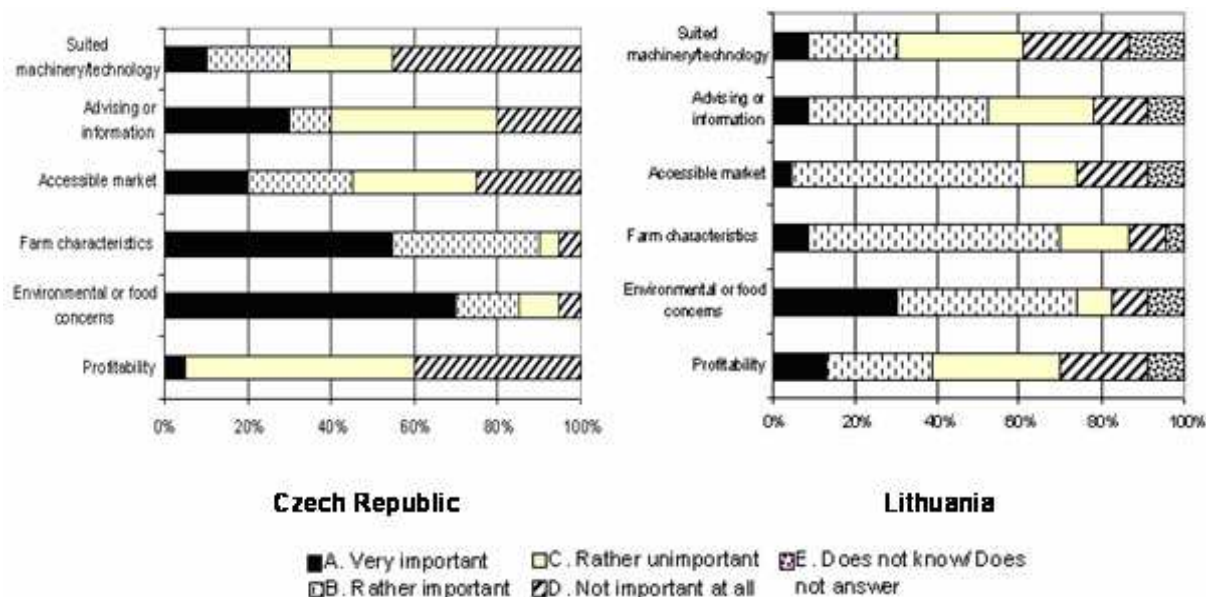 Suited
machinery/technology
Advising or
information
Accessible market
Farm characteristics
Environmental or food
concerns
Profitability
0% 20% 40% 60% 80% 100%
Czech Republic
Suited
machinery/technology
Advising or
information
Accessible market
Farm characteristics
Environmental or food
concerns
Profitability
0% 20% 40% 60% 80% 100%
Lithuania
A. Very important
B. Rather important
C. Rather unimportant
D. Not important at all
E. Does not know/Does
not answer